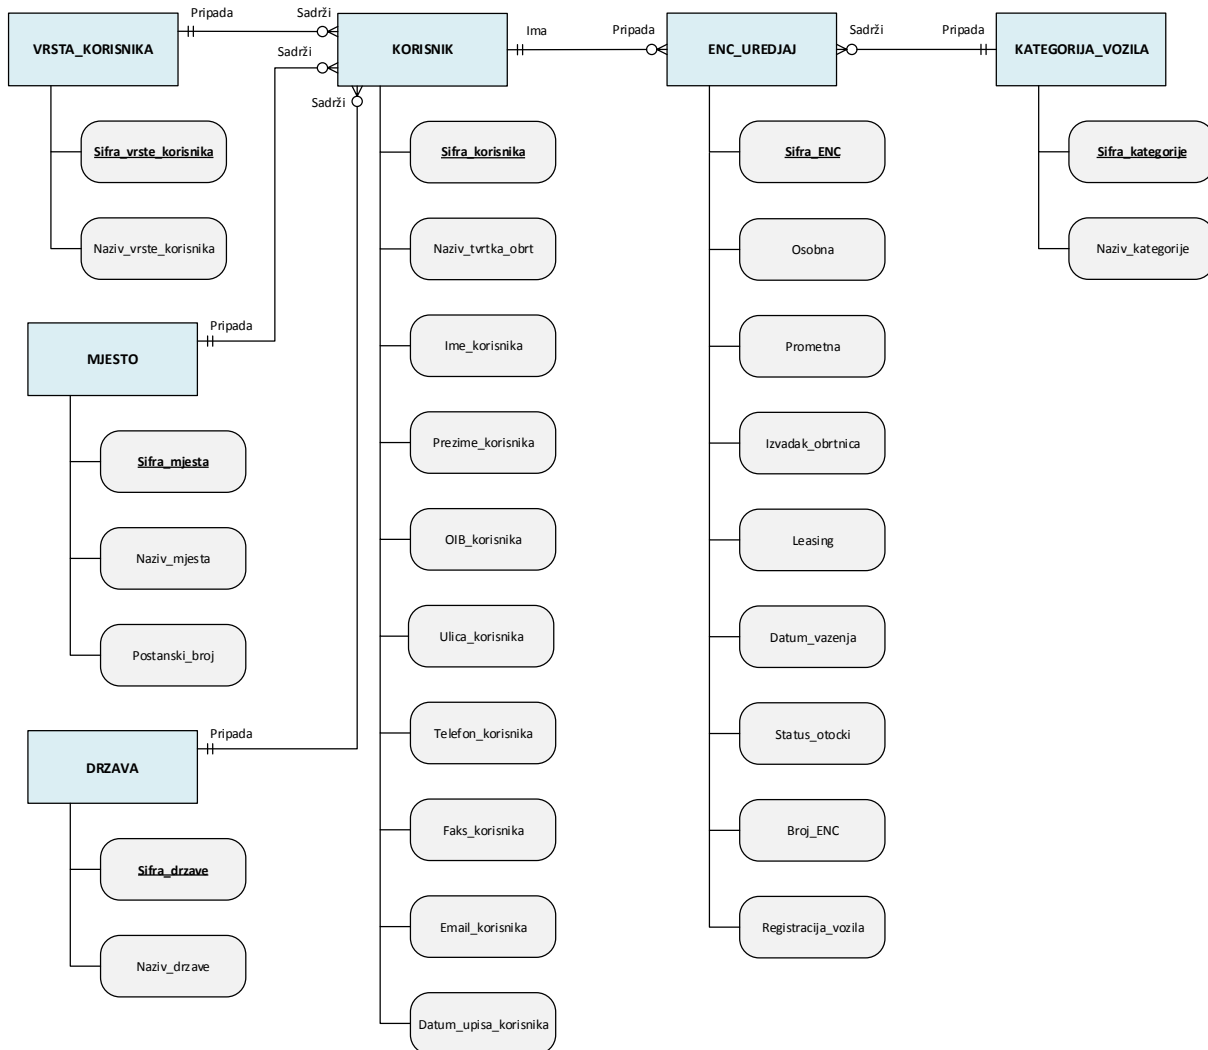 Pripada
Sadrži
VRSTA_KORISNIKA
Sadrži
KORISNIK
Ima
Pripada
ENC_UREDJAJ
Sadrži
Pripada
KATEGORIJA_VOZILA
Sadrži
Sifra_vrste_korisnika
Naziv_vrste_korisnika
Pripada
MJESTO
Sifra_mjesta
Naziv_mjesta
Postanski_broj
Pripada
DRZAVA
Sifra_drzave
Naziv_drzave
Sifra_korisnika
Naziv_tvrtka_obrt
Ime_korisnika
Prezime_korisnika
OIB_korisnika
Ulica_korisnika
Telefon_korisnika
Faks_korisnika
Email_korisnika
Datum_upisa_korisnika
Sifra_ENC
Osobna
Prometna
Izvadak_obrtnica
Leasing
Datum_vazenja
Status_otocki
Broj_ENC
Registracija_vozila
Sifra_kategorije
Naziv_kategorije